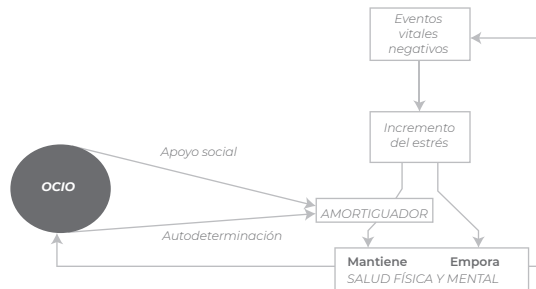 Eventos
vitales
negativos
Incremento
del estrés
Apoyo social
OCIO
AMORTIGUADOR
Autodeterminación
Mantiene Empora
SALUD FÍSICA Y MENTAL